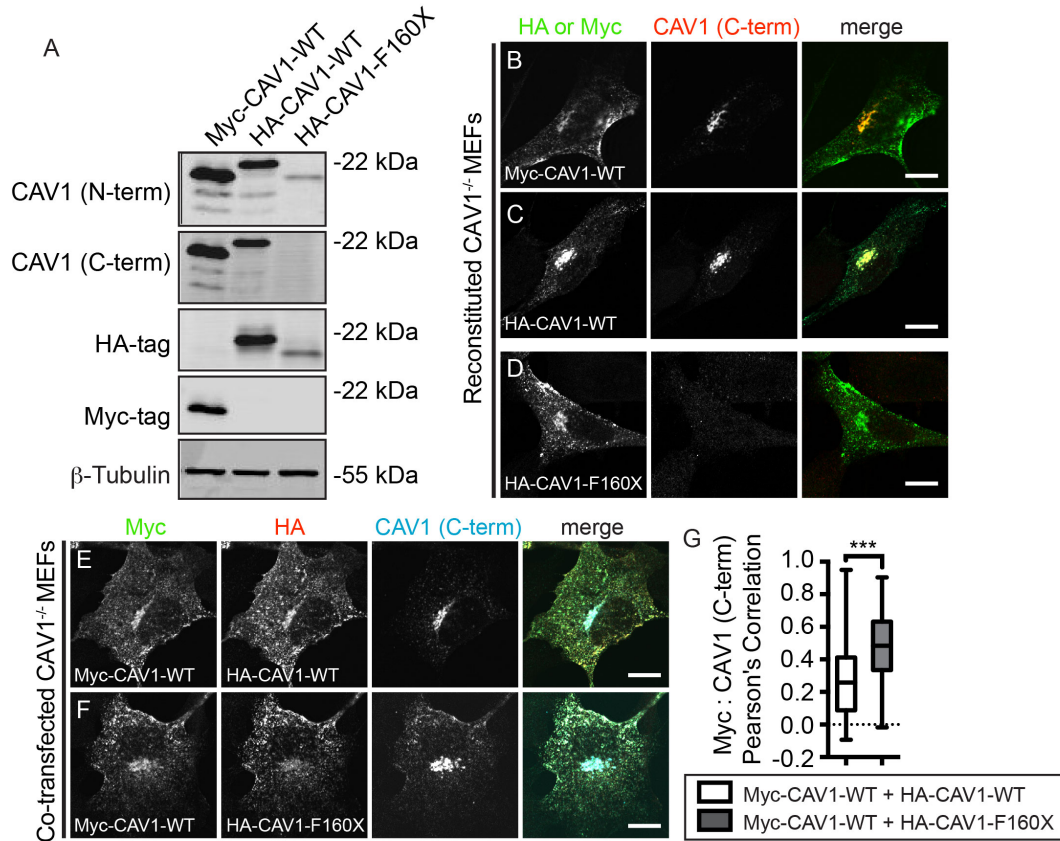 A
Myc-CAV1-WT
HA-CAV1-WT
HA-CAV1-F160X
CAV1 (N-term)
-22 kDa
CAV1 (C-term)
-22 kDa
HA-tag
-22 kDa
Myc-tag
-22 kDa
β-Tubulin
-55 kDa
HA or Myc
CAV1 (C-term)
merge
Reconstituted CAV1-/- MEFs
B
Myc-CAV1-WT
C
HA-CAV1-WT
D
HA-CAV1-F160X
Myc
HA
CAV1 (C-term)
merge
Co-transfected CAV1-/- MEFs
E
Myc-CAV1-WT
HA-CAV1-WT
F
Myc-CAV1-WT
HA-CAV1-F160X
G
Myc : CAV1 (C-term)
Pearson's Correlation
1.0
0.8
0.6
0.4
0.2
0.0
-0.2
***
Myc-CAV1-WT + HA-CAV1-WT
Myc-CAV1-WT + HA-CAV1-F160X